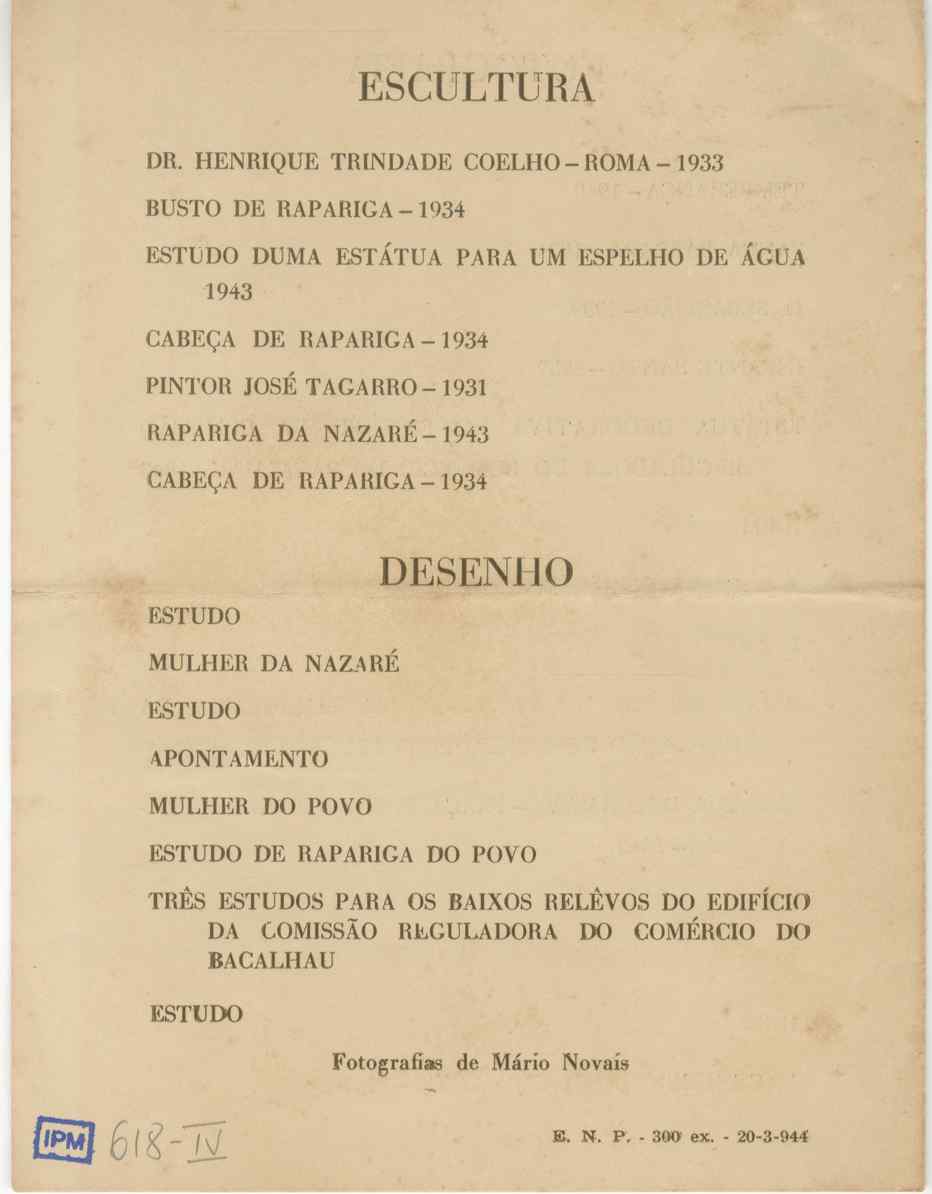 ESCULTURA
DR. HENRIQUE TRINDADE COELHO – ROMA – 1933
BUSTO DE RAPARIGA – 1934
ESTUDO DUMA ESTÁTUA PARA UM ESPELHO DE ÁGUA
1943
CABEÇA DE RAPARIGA – 1934
PINTOR JOSÉ TAGARRO – 1931
RAPARIGA DA NAZARÉ – 1943
CABEÇA DE RAPARIGA – 1934
DESENHO
ESTUDO
MULHER DA NAZARÉ
ESTUDO
APONTAMENTO
MULHER DO POVO
ESTUDO DE RAPARIGA DO POVO
TRÊS ESTUDOS PARA OS BAIXOS RELÊVOS DO EDIFÍCIO
DA COMISSÃO REGULADORA DO COMÉRCIO DO
BACALHAU
ESTUDO
Fotografias de Mário Novais
IPM 618-IV
E. N. P. - 300 ex. - 20-3-944